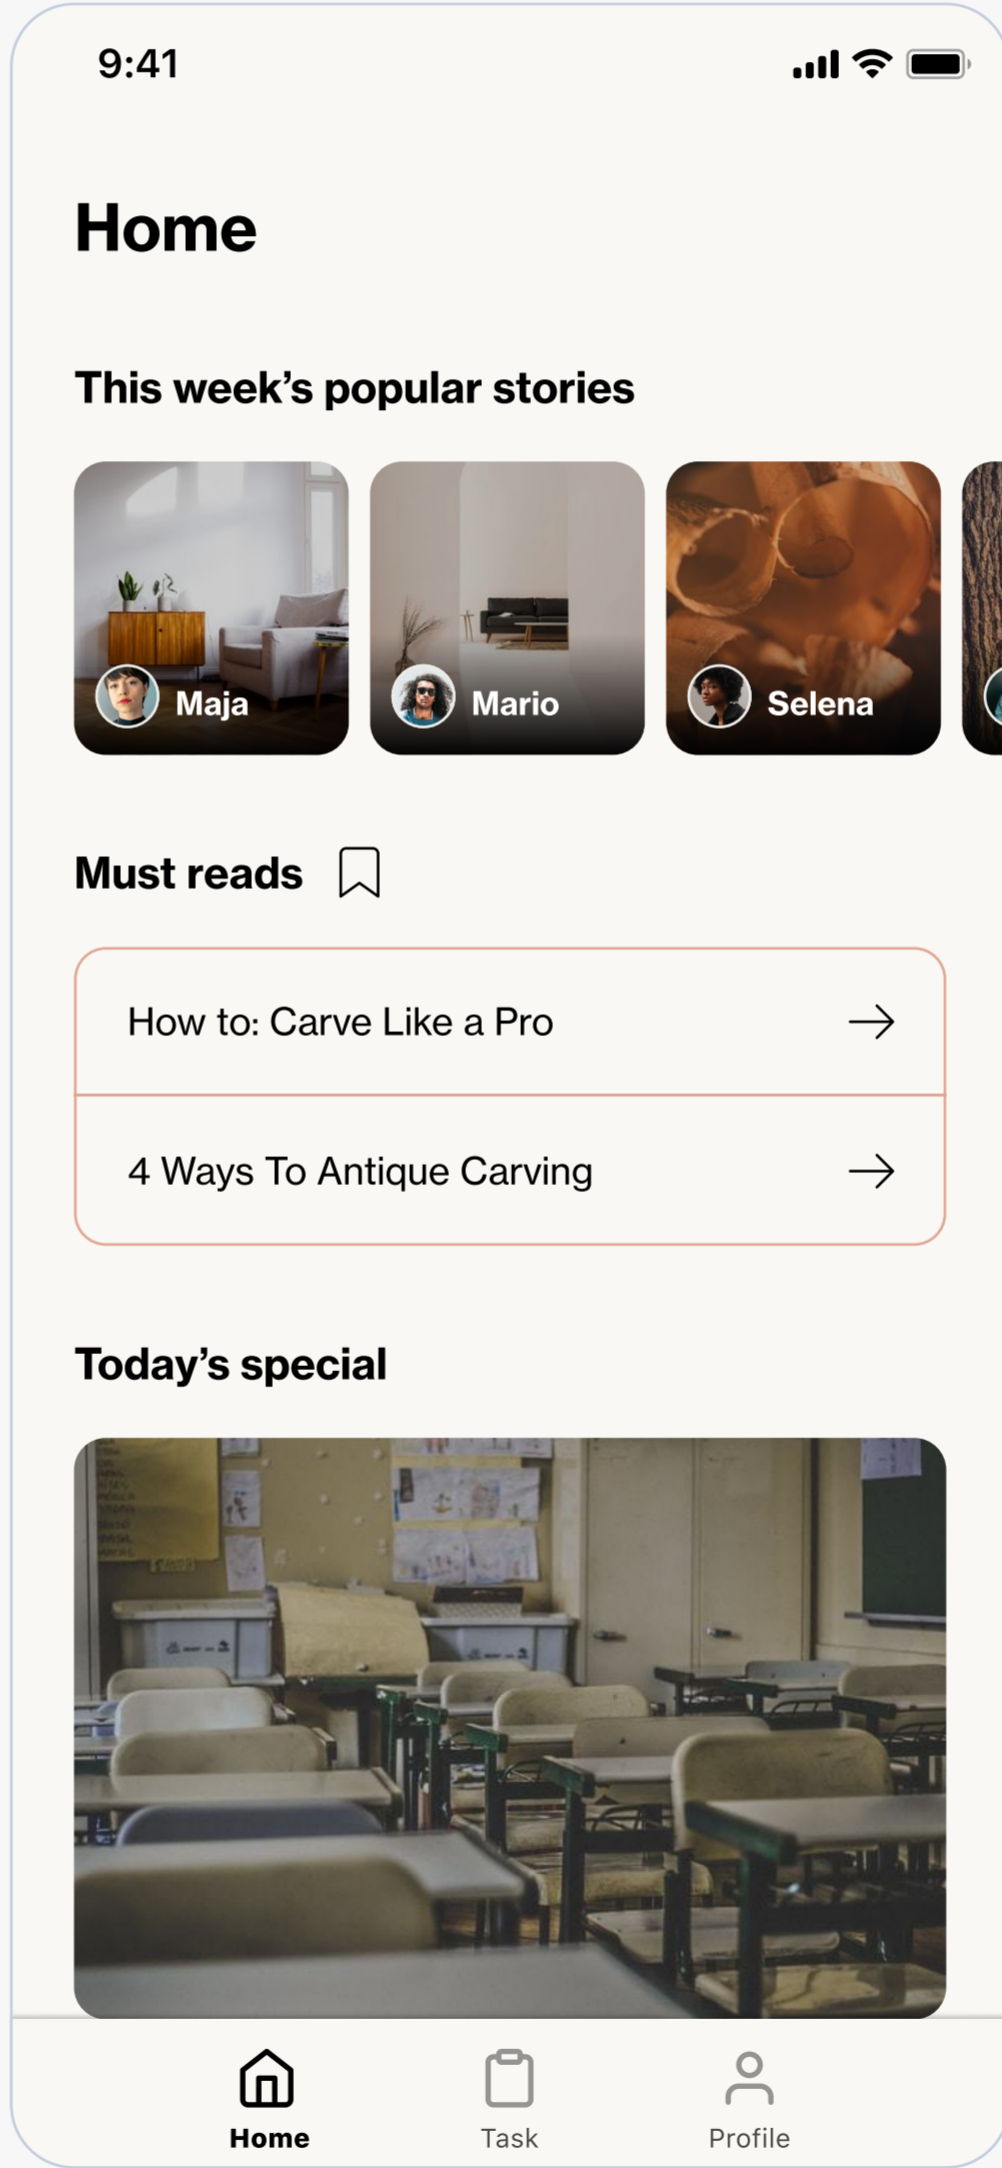 9:41
Home
This week’s popular stories
Maja
Mario
Selena
Must reads
How to: Carve Like a Pro
4 Ways To Antique Carving
Today’s special
Home
Task
Profile